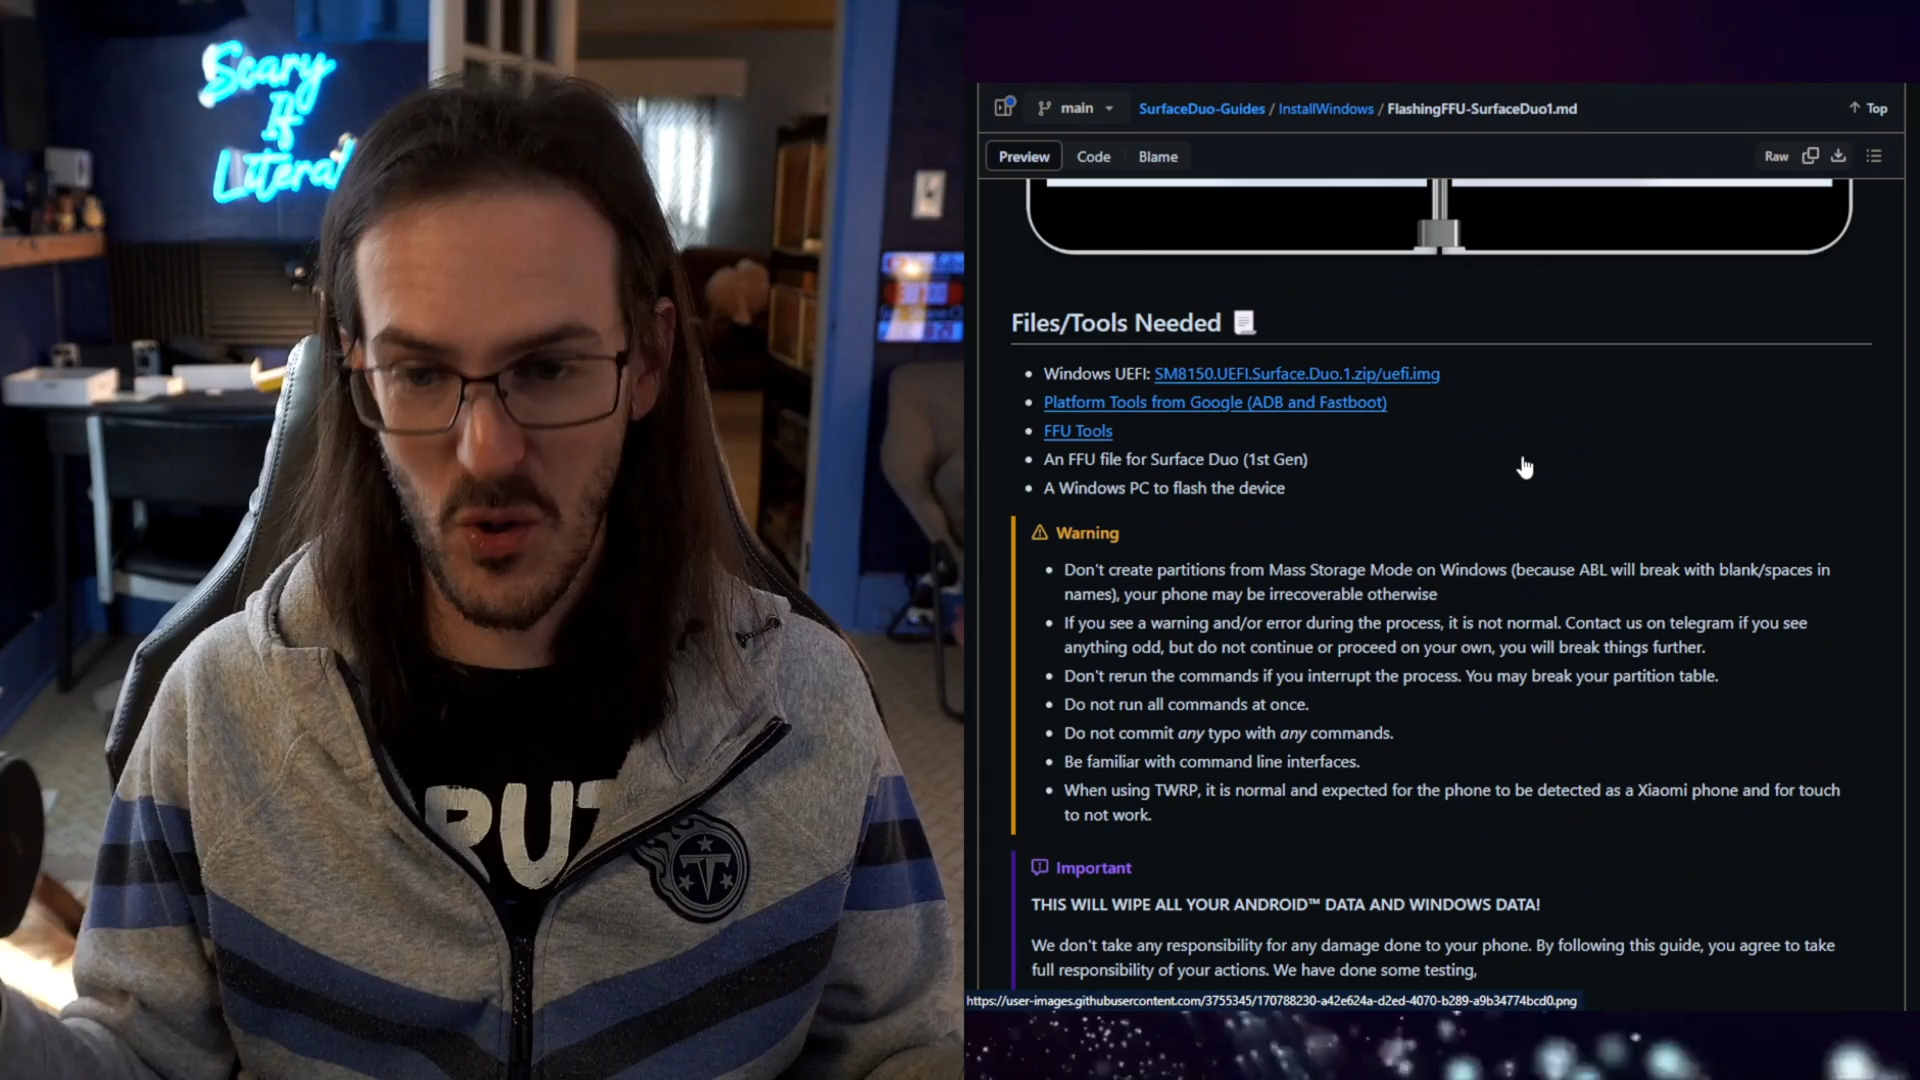 Scary
It
Literal
PUT
T
main
SurfaceDuo-Guides / InstallWindows / FlashingFFU-SurfaceDuo1.md
Top
Preview
Code
Blame
Raw
Files/Tools Needed
Windows UEFI: SM8150.UEFI.Surface.Duo.1.zip/uefi.img
Platform Tools from Google (ADB and Fastboot)
FFU Tools
An FFU file for Surface Duo (1st Gen)
A Windows PC to flash the device
Warning
Don't create partitions from Mass Storage Mode on Windows (because ABL will break with blank/spaces in
names), your phone may be irrecoverable otherwise
If you see a warning and/or error during the process, it is not normal. Contact us on telegram if you see
anything odd, but do not continue or proceed on your own, you will break things further.
Don't rerun the commands if you interrupt the process. You may break your partition table.
Do not run all commands at once.
Do not commit any typo with any commands.
Be familiar with command line interfaces.
When using TWRP, it is normal and expected for the phone to be detected as a Xiaomi phone and for touch
to not work.
Important
THIS WILL WIPE ALL YOUR ANDROID™ DATA AND WINDOWS DATA!
We don't take any responsibility for any damage done to your phone. By following this guide, you agree to take
full responsibility of your actions. We have done some testing,
https://user-images.githubusercontent.com/3755345/170788230-a42e624a-d2ed-4070-b289-a9b34774bcd0.png